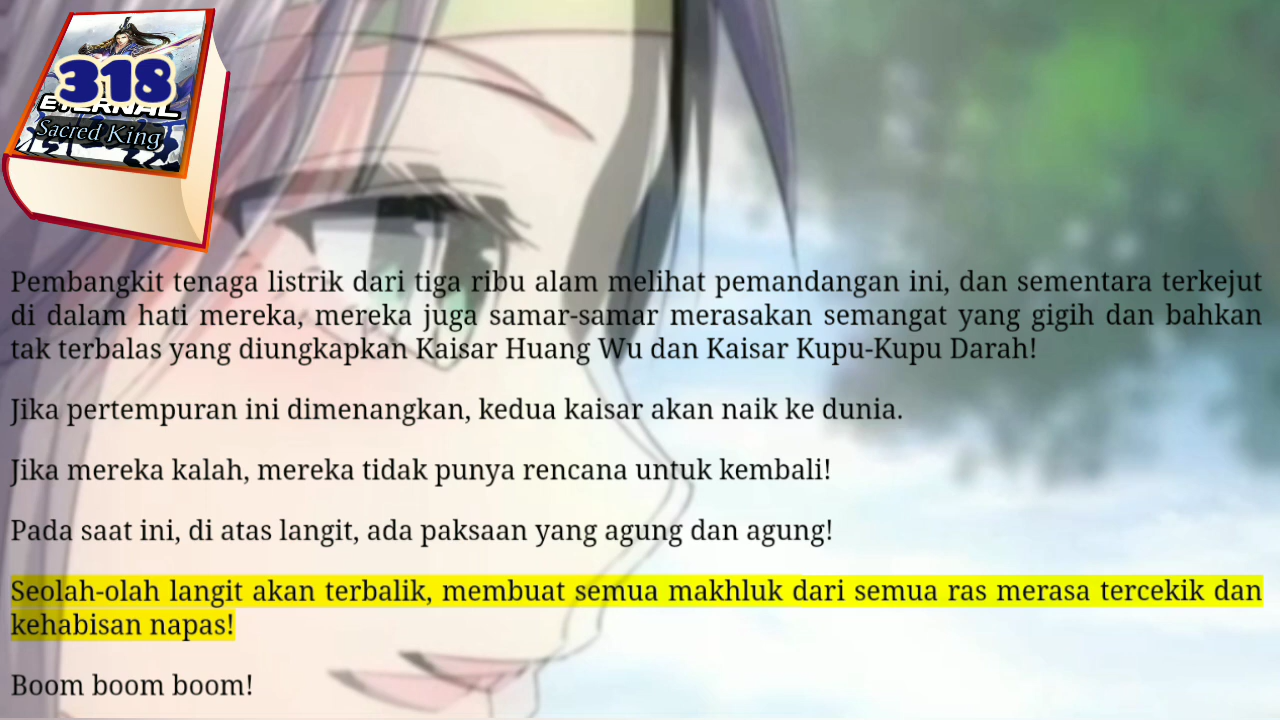 318
ETERNAL
Sacred King
Pembangkit tenaga listrik dari tiga ribu alam melihat pemandangan ini, dan sementara terkejut
di dalam hati mereka, mereka juga samar-samar merasakan semangat yang gigih dan bahkan
tak terbalas yang diungkapkan Kaisar Huang Wu dan Kaisar Kupu-Kupu Darah!
Jika pertempuran ini dimenangkan, kedua kaisar akan naik ke dunia.
Jika mereka kalah, mereka tidak punya rencana untuk kembali!
Pada saat ini, di atas langit, ada paksaan yang agung dan agung!
Seolah-olah langit akan terbalik, membuat semua makhluk dari semua ras merasa tercekik dan
kehabisan napas!
Boom boom boom!